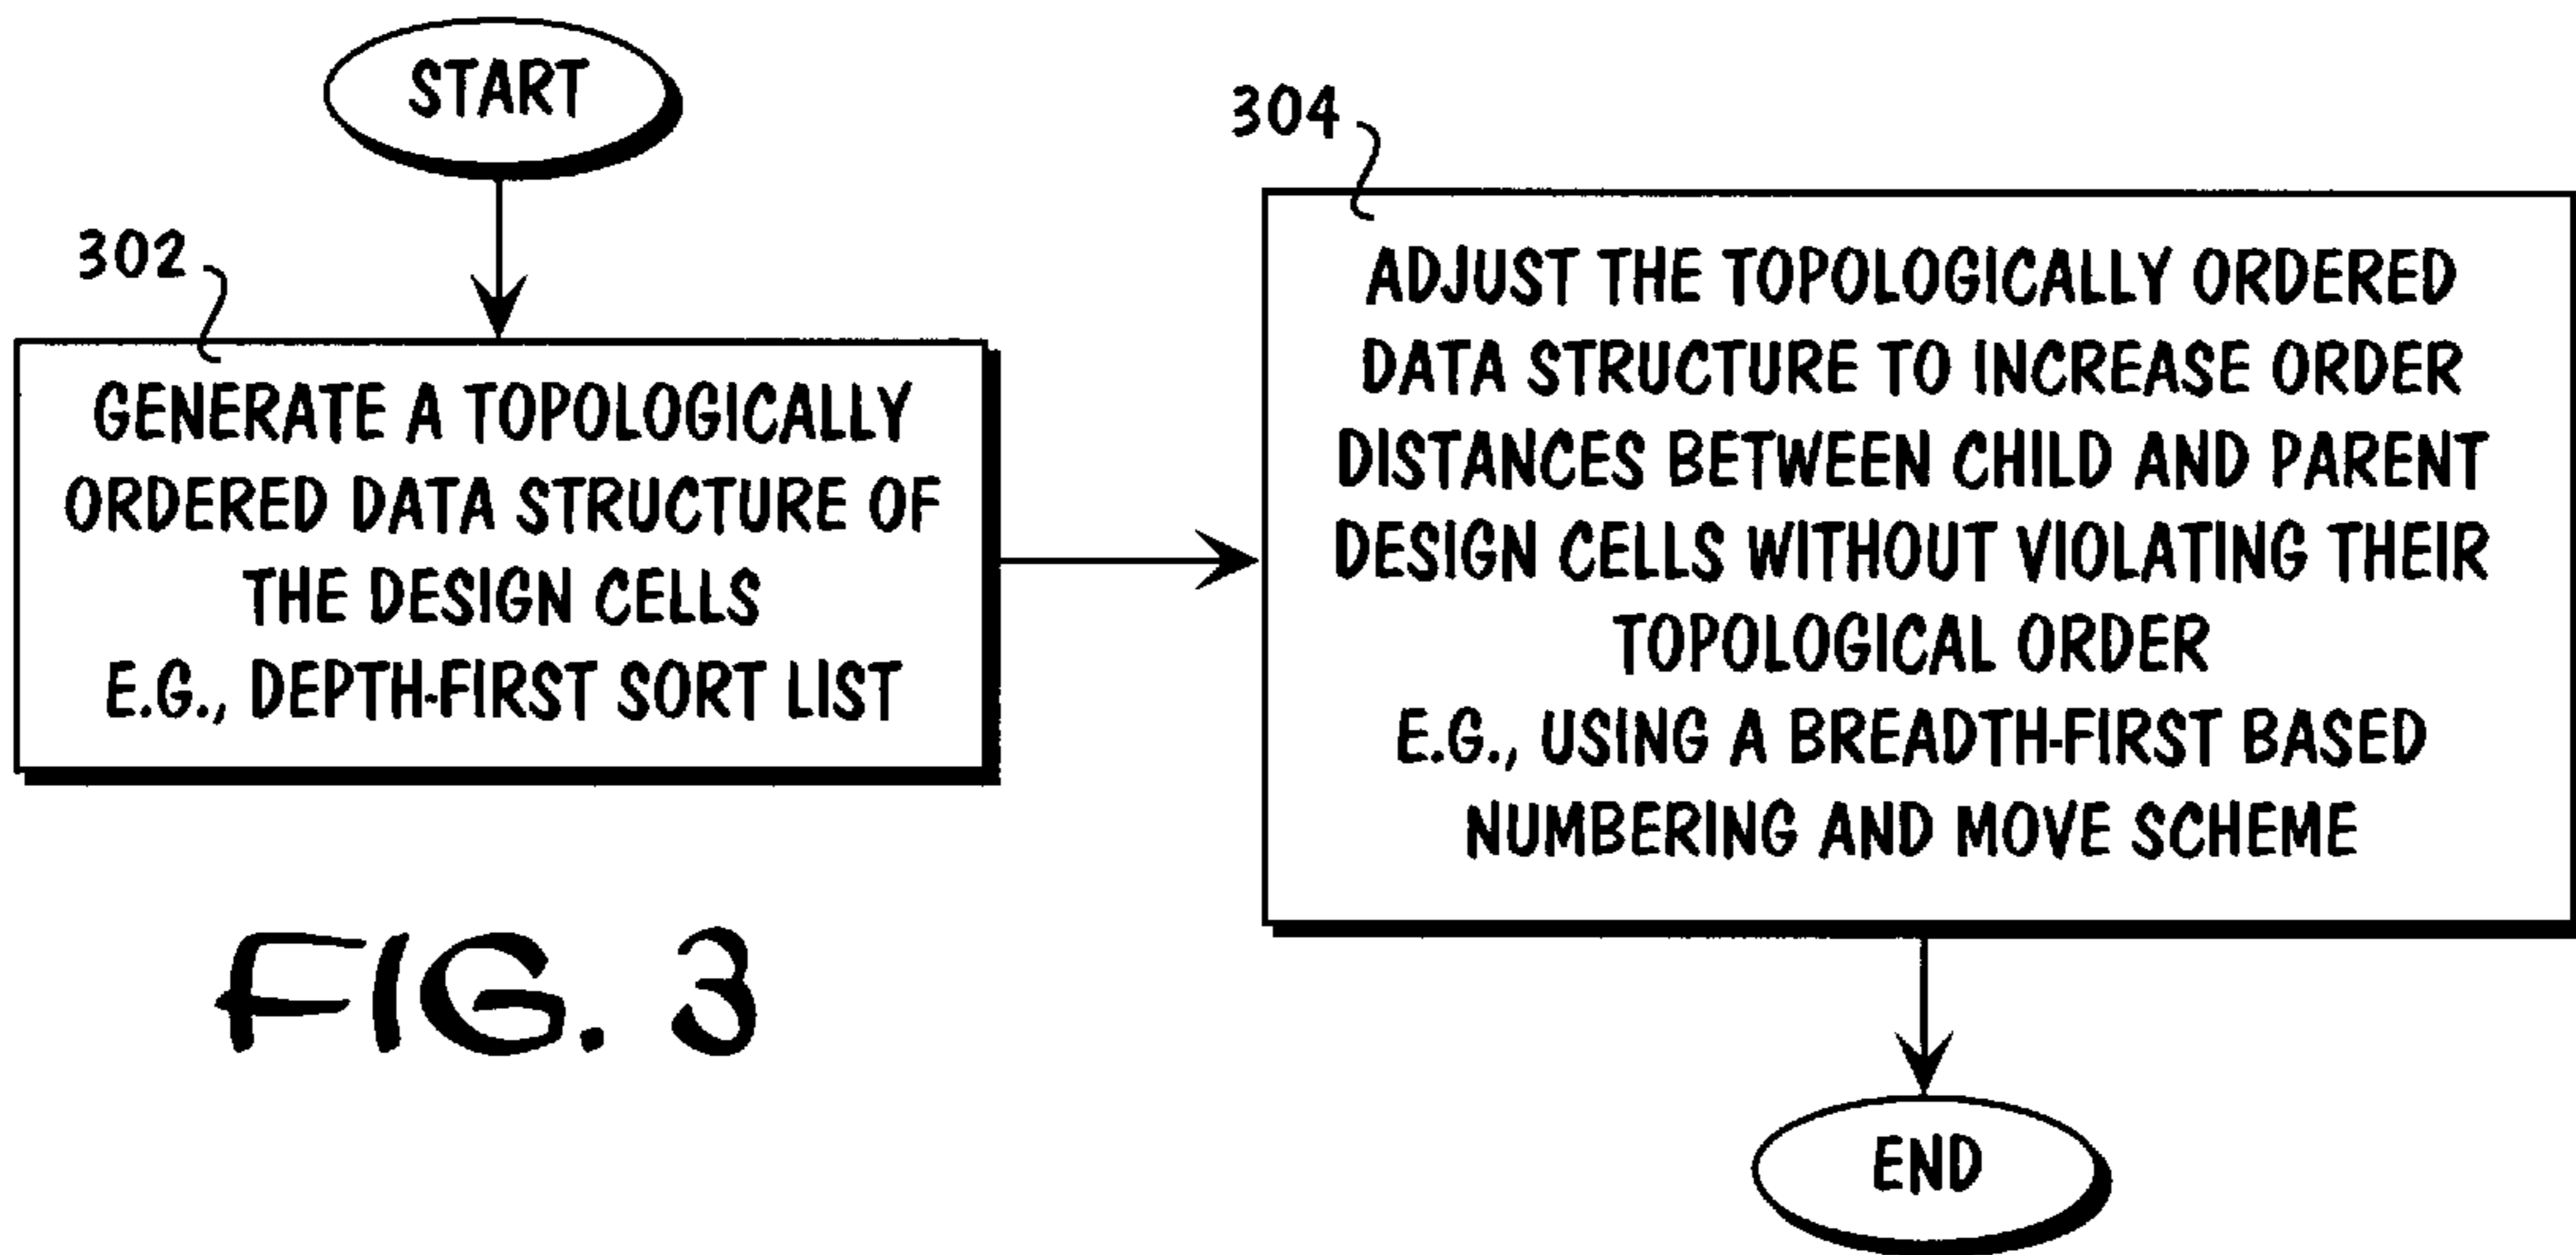 START
302
GENERATE A TOPOLOGICALLY
ORDERED DATA STRUCTURE OF
THE DESIGN CELLS
E.G., DEPTH-FIRST SORT LIST
304
ADJUST THE TOPOLOGICALLY ORDERED
DATA STRUCTURE TO INCREASE ORDER
DISTANCES BETWEEN CHILD AND PARENT
DESIGN CELLS WITHOUT VIOLATING THEIR
TOPOLOGICAL ORDER
E.G., USING A BREADTH-FIRST BASED
NUMBERING AND MOVE SCHEME
END
FIG. 3